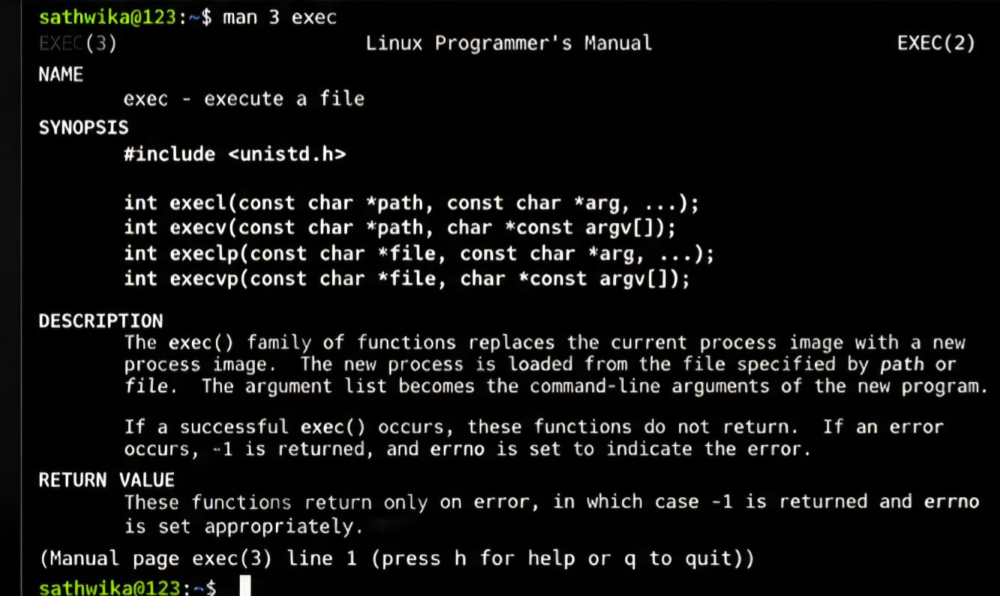 sathwika@123:~$ man 3 exec
EXEC(3) Linux Programmer's Manual EXEC(2)
NAME
exec - execute a file
SYNOPSIS
#include <unistd.h>
int execl(const char *path, const char *arg, ...);
int execv(const char *path, char *const argv[]);
int execlp(const char *file, const char *arg, ...);
int execvp(const char *file, char *const argv[]);
DESCRIPTION
The exec() family of functions replaces the current process image with a new
process image. The new process is loaded from the file specified by path or
file. The argument list becomes the command-line arguments of the new program.
If a successful exec() occurs, these functions do not return. If an error
occurs, -1 is returned, and errno is set to indicate the error.
RETURN VALUE
These functions return only on error, in which case -1 is returned and errno
is set appropriately.
(Manual page exec(3) line 1 (press h for help or q to quit))
sathwika@123:~$